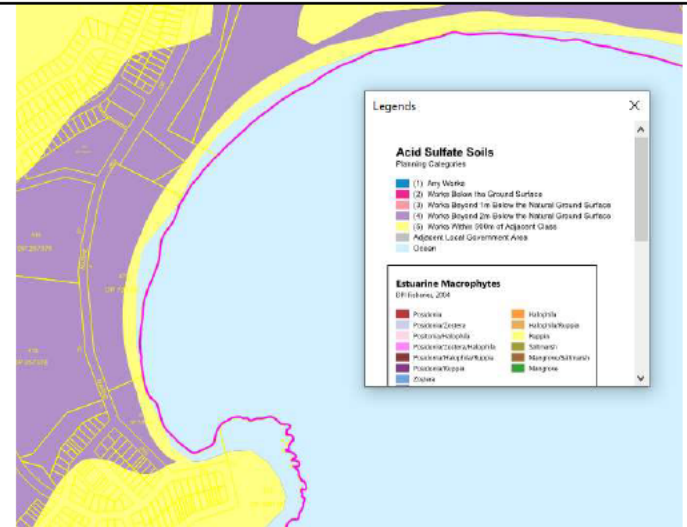 Legends
Acid Sulfate Soils
Planning Categories
(1) Any Works
(2) Works Below the Ground Surface
(3) Works Beyond 1m Below the Natural Ground Surface
(4) Works Beyond 2m Below the Natural Ground Surface
(5) Works Within 500m of Adjacent Class
Adjacent Local Government Area
Ocean
Estuarine Macrophytes
DPI Fisheries, 2004
Posidonia
Posidonia/Zostera
Posidonia/Halophila
Posidonia/Zostera/Halophila
Posidonia/Halophila/Ruppia
Posidonia/Ruppia
Zostera
Halophila
Halophila/Ruppia
Ruppia
Saltmarsh
Mangrove/Saltmarsh
Mangrove